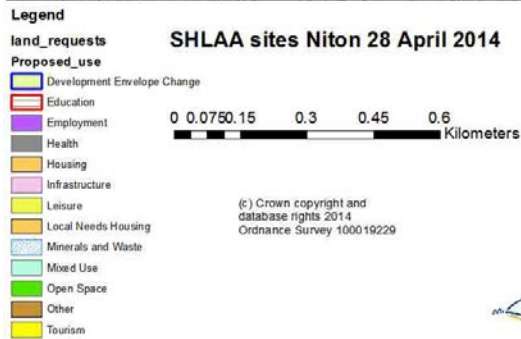 Legend
land_requests
Proposed_use
Development Envelope Change
Education
Employment
Health
Housing
Infrastructure
Leisure
Local Needs Housing
Minerals and Waste
Mixed Use
Open Space
Other
Tourism
SHLAA sites Niton 28 April 2014
0 0.075 0.15 0.3 0.45 0.6
Kilometers
(c) Crown copyright and
database rights 2014
Ordnance Survey 100019229